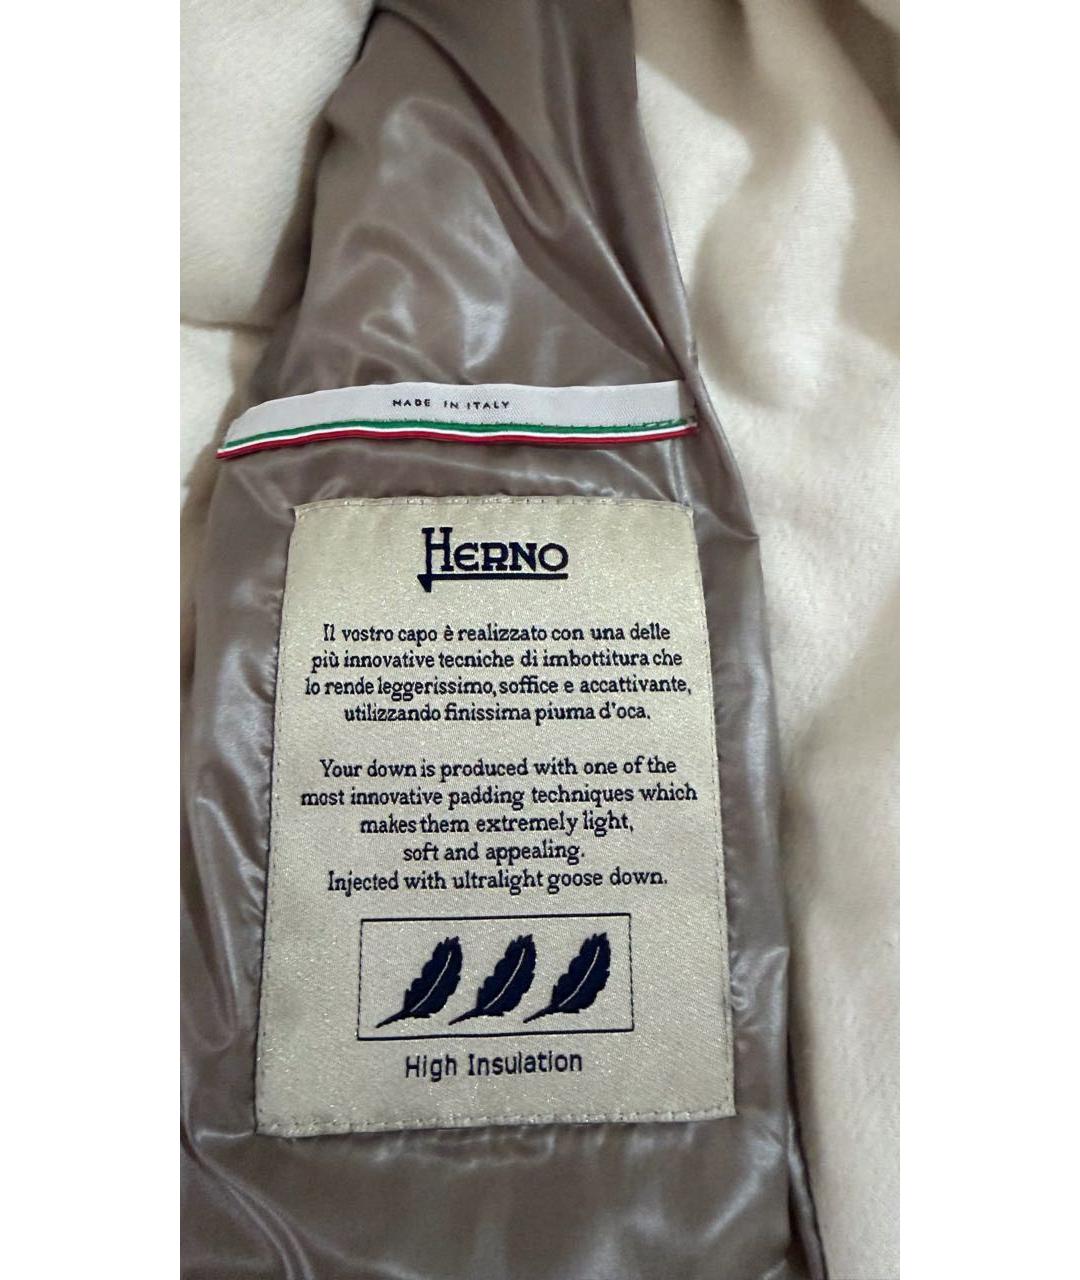 MADE IN ITALY
HERNO
Il vostro capo è realizzato con una delle
più innovative tecniche di imbottitura che
lo rende leggerissimo, soffice e accattivante,
utilizzando finissima piuma d'oca.
Your down is produced with one of the
most innovative padding techniques which
makes them extremely light,
soft and appealing.
Injected with ultralight goose down.
High Insulation